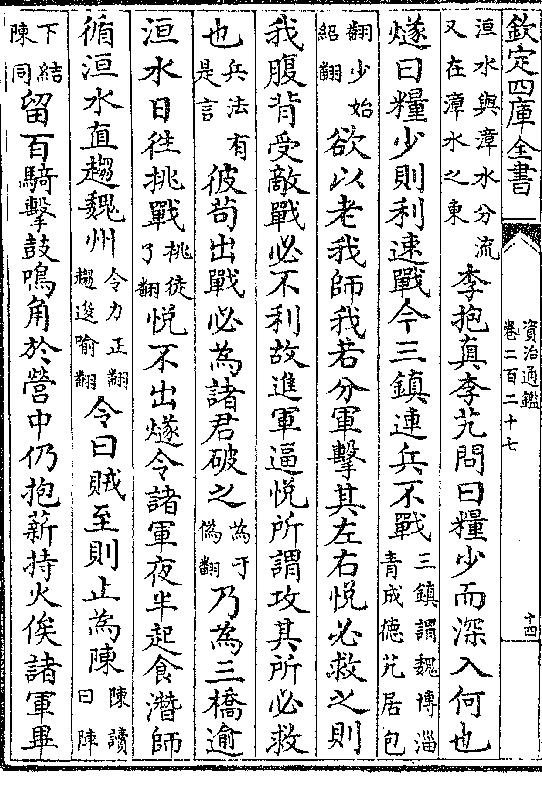 欽定四庫全書
資治通鑑
卷二百二十七
十四
洹水與漳水分流
又在漳水之東
李抱真李艽問曰糧少而深入何也
燧曰糧少則利速戰今三鎮連兵不戰
三鎮謂魏博淄
青成德艽居包
翻少始
紹翻
欲以老我師我若分軍擊其左右悅必救之則
我腹背受敵戰必不利故進軍逼悅所謂攻其所必救
也
兵法有
是言
彼苟出戰必為諸君破之
為于
偽翻
乃為三橋逾
洹水日往挑戰
挑徒
了翻
悅不出燧令諸軍夜半起食潛師
循洹水直趨魏州
令力正翻
趨逡喻翻
令曰賊至則止為陳
陳讀
曰陣
下結
陳同
留百騎擊鼓鳴角於營中仍抱薪持火俟諸軍畢